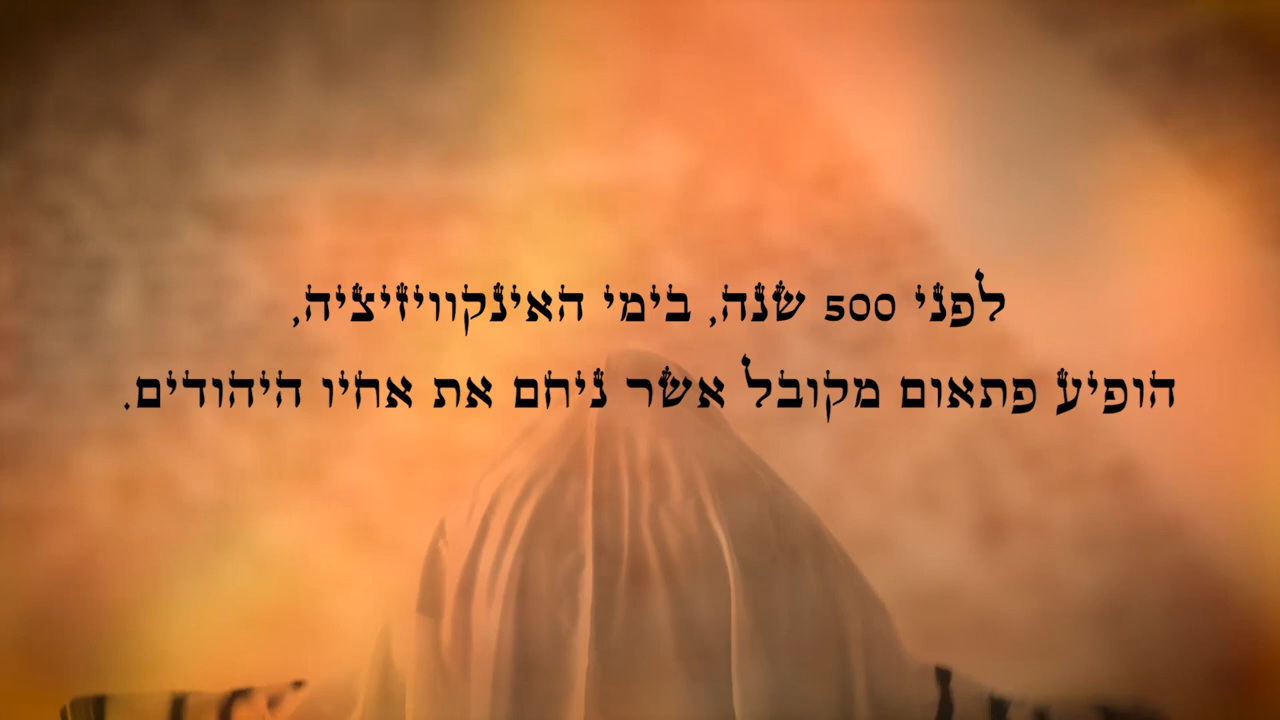 לפני 500 שנה, בימי האינקוויזיציה,
הופיע פתאום מקובל אשר ניחם את אחיו היהודים.